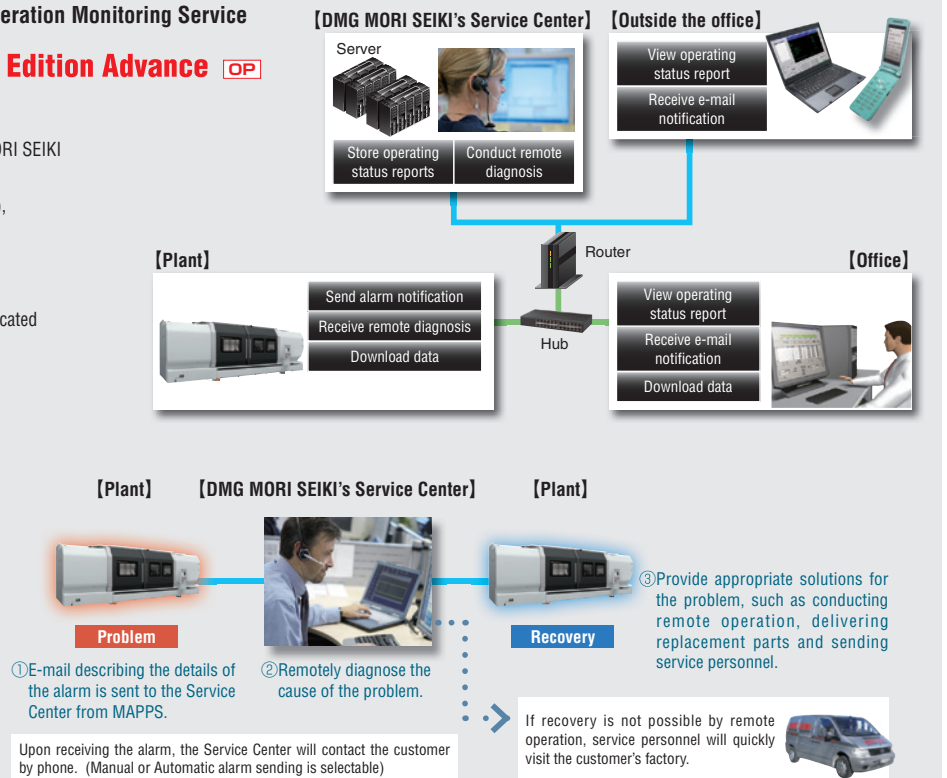 eration Monitoring Service
Edition Advance OP
ORI SEIKI
cated
【DMG MORI SEIKI's Service Center】
Server
Store operating
status reports
Conduct remote
diagnosis
【Outside the office】
View operating
status report
Receive e-mail
notification
Router
Hub
【Plant】
Send alarm notification
Receive remote diagnosis
Download data
【Office】
View operating
status report
Receive e-mail
notification
Download data
【Plant】
【DMG MORI SEIKI's Service Center】
【Plant】
Problem
①E-mail describing the details of
the alarm is sent to the Service
Center from MAPPS.
②Remotely diagnose the
cause of the problem.
Recovery
③Provide appropriate solutions for
the problem, such as conducting
remote operation, delivering
replacement parts and sending
service personnel.
Upon receiving the alarm, the Service Center will contact the customer
by phone. (Manual or Automatic alarm sending is selectable)
If recovery is not possible by remote
operation, service personnel will quickly
visit the customer's factory.